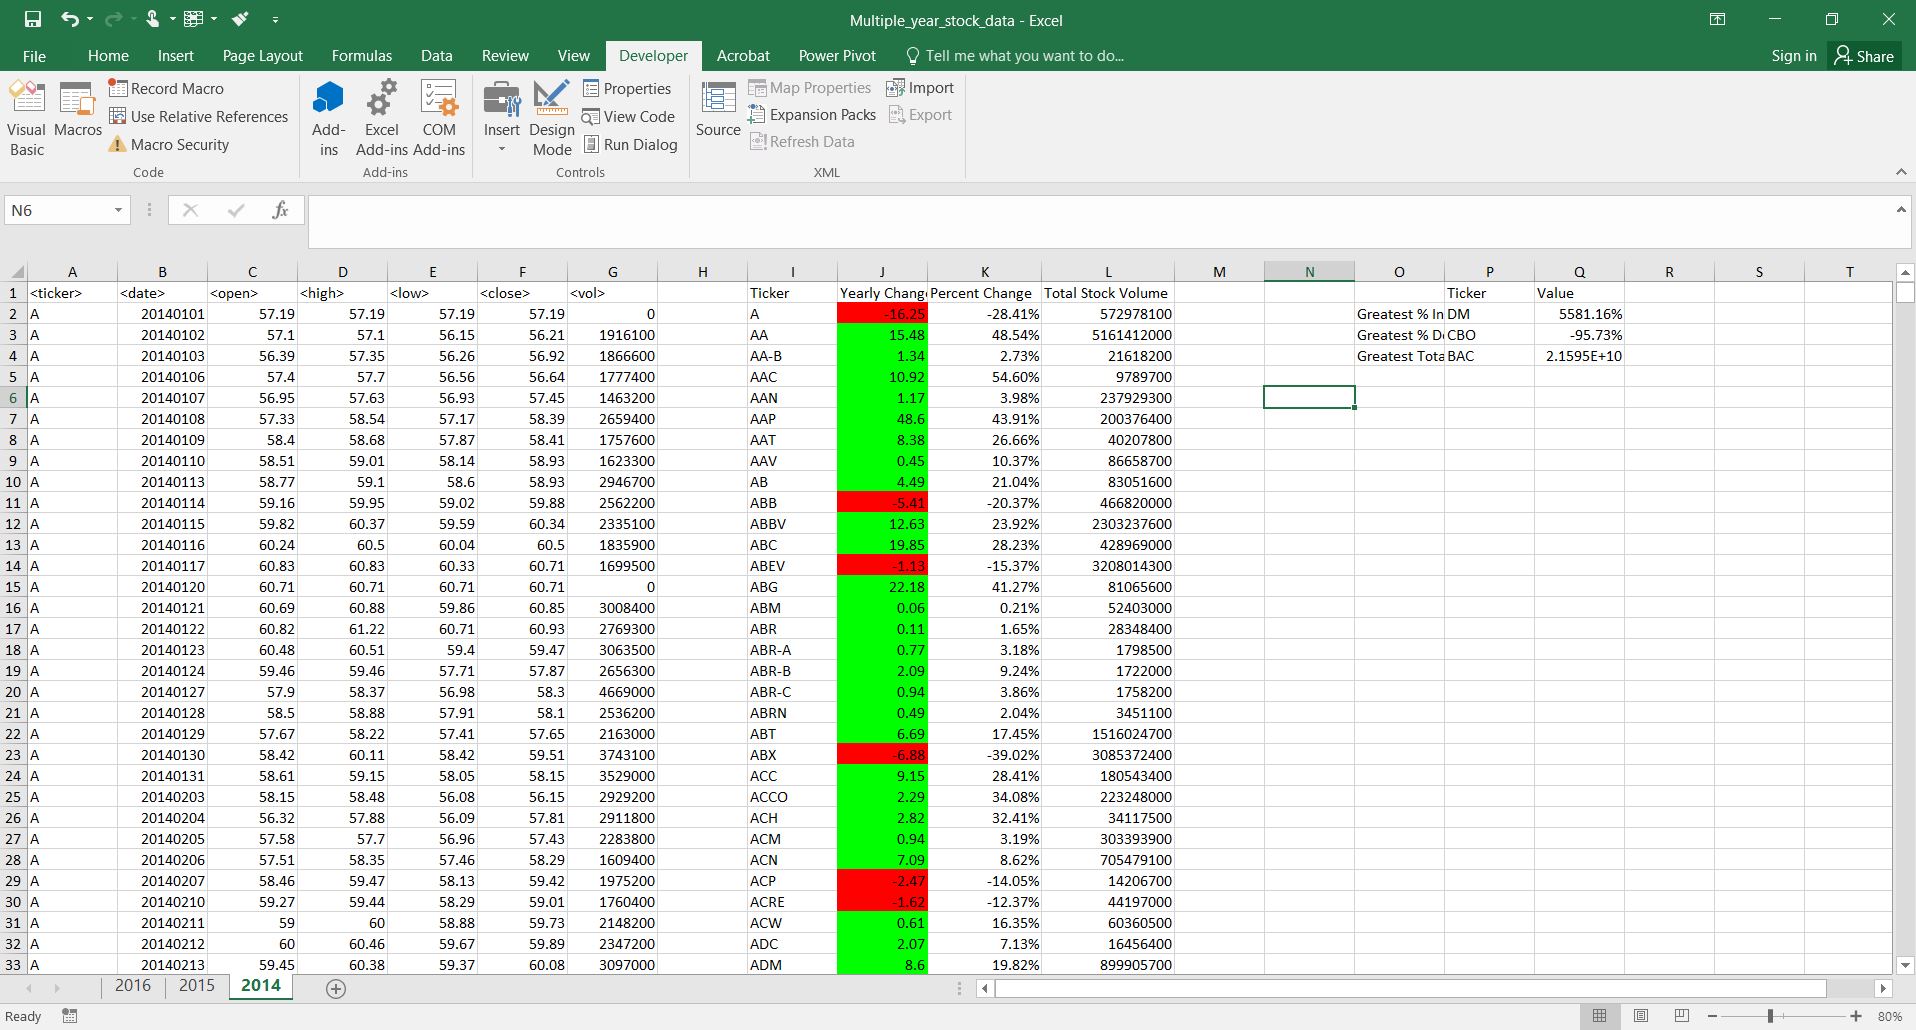 Multiple_year_stock_data - Excel
File Home Insert Page Layout Formulas Data Review View Developer Acrobat Power Pivot Tell me what you want to do... Sign in Share
Visual Basic
Macros
Record Macro
Use Relative References
Macro Security
Code
Add-ins
Excel Add-ins
COM Add-ins
Add-ins
Insert
Design Mode
Properties
View Code
Run Dialog
Controls
Source
Map Properties
Expansion Packs
Refresh Data
Import
Export
XML
N6 fx
A B C D E F G H I J K L M N O P Q R S T
1 <ticker> <date> <open> <high> <low> <close> <vol> Ticker Yearly Chang Percent Change Total Stock Volume Ticker Value
2 A 20140101 57.19 57.19 57.19 57.19 0 A -16.25 -28.41% 572978100 Greatest % In DM 5581.16%
3 A 20140102 57.1 57.1 56.15 56.21 1916100 AA 15.48 48.54% 5161412000 Greatest % D CBO -95.73%
4 A 20140103 56.39 57.35 56.26 56.92 1866600 AA-B 1.34 2.73% 21618200 Greatest Tota BAC 2.1595E+10
5 A 20140106 57.4 57.7 56.56 56.64 1777400 AAC 10.92 54.60% 9789700
6 A 20140107 56.95 57.63 56.93 57.45 1463200 AAN 1.17 3.98% 237929300
7 A 20140108 57.33 58.54 57.17 58.39 2659400 AAP 48.6 43.91% 200376400
8 A 20140109 58.4 58.68 57.87 58.41 1757600 AAT 8.38 26.66% 40207800
9 A 20140110 58.51 59.01 58.14 58.93 1623300 AAV 0.45 10.37% 86658700
10 A 20140113 58.77 59.1 58.6 58.93 2946700 AB 4.49 21.04% 83051600
11 A 20140114 59.16 59.95 59.02 59.88 2562200 ABB -5.41 -20.37% 466820000
12 A 20140115 59.82 60.37 59.59 60.34 2335100 ABBV 12.63 23.92% 2303237600
13 A 20140116 60.24 60.5 60.04 60.5 1835900 ABC 19.85 28.23% 428969000
14 A 20140117 60.83 60.83 60.33 60.71 1699500 ABEV -1.13 -15.37% 3208014300
15 A 20140120 60.71 60.71 60.71 60.71 0 ABG 22.18 41.27% 81065600
16 A 20140121 60.69 60.88 59.86 60.85 3008400 ABM 0.06 0.21% 52403000
17 A 20140122 60.82 61.22 60.71 60.93 2769300 ABR 0.11 1.65% 28348400
18 A 20140123 60.48 60.51 59.4 59.47 3063500 ABR-A 0.77 3.18% 1798500
19 A 20140124 59.46 59.46 57.71 57.87 2656300 ABR-B 2.09 9.24% 1722000
20 A 20140127 57.9 58.37 56.98 58.3 4669000 ABR-C 0.94 3.86% 1758200
21 A 20140128 58.5 58.88 57.91 58.1 2536200 ABRN 0.49 2.04% 3451100
22 A 20140129 57.67 58.22 57.41 57.65 2163000 ABT 6.69 17.45% 1516024700
23 A 20140130 58.42 60.11 58.42 59.51 3743100 ABX -6.88 -39.02% 3085372400
24 A 20140131 58.61 59.15 58.05 58.15 3529000 ACC 9.15 28.41% 180543400
25 A 20140203 58.15 58.48 56.08 56.15 2929200 ACCO 2.29 34.08% 223248000
26 A 20140204 56.32 57.88 56.09 57.81 2911800 ACH 2.82 32.41% 34117500
27 A 20140205 57.58 57.7 56.96 57.43 2283800 ACM 0.94 3.19% 303393900
28 A 20140206 57.51 58.35 57.46 58.29 1609400 ACN 7.09 8.62% 705479100
29 A 20140207 58.46 59.47 58.13 59.42 1975200 ACP -2.47 -14.05% 14206700
30 A 20140210 59.27 59.44 58.29 59.01 1760400 ACRE -1.62 -12.37% 44197000
31 A 20140211 59 60 58.88 59.73 2148200 ACW 0.61 16.35% 60360500
32 A 20140212 60 60.46 59.67 59.89 2347200 ADC 2.07 7.13% 16456400
33 A 20140213 59.45 60.38 59.37 60.08 3097000 ADM 8.6 19.82% 899905700
2016 2015 2014
Ready 80%